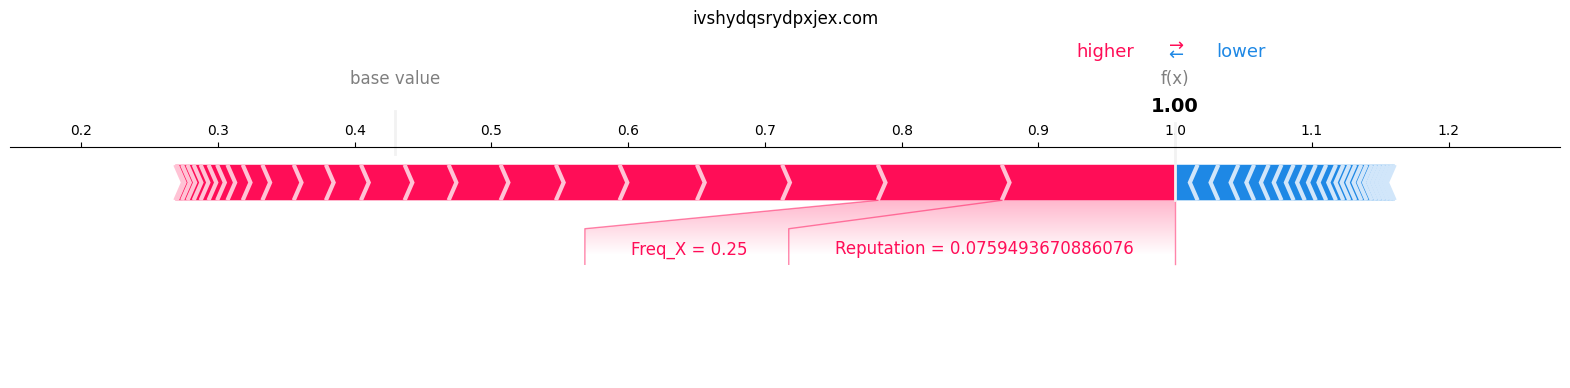 ivshydqsrydpxjex.com
higher ⇄ lower
base value f(x)
1.00
0.2 0.3 0.4 0.5 0.6 0.7 0.8 0.9 1.0 1.1 1.2
Freq_X = 0.25 Reputation = 0.0759493670886076